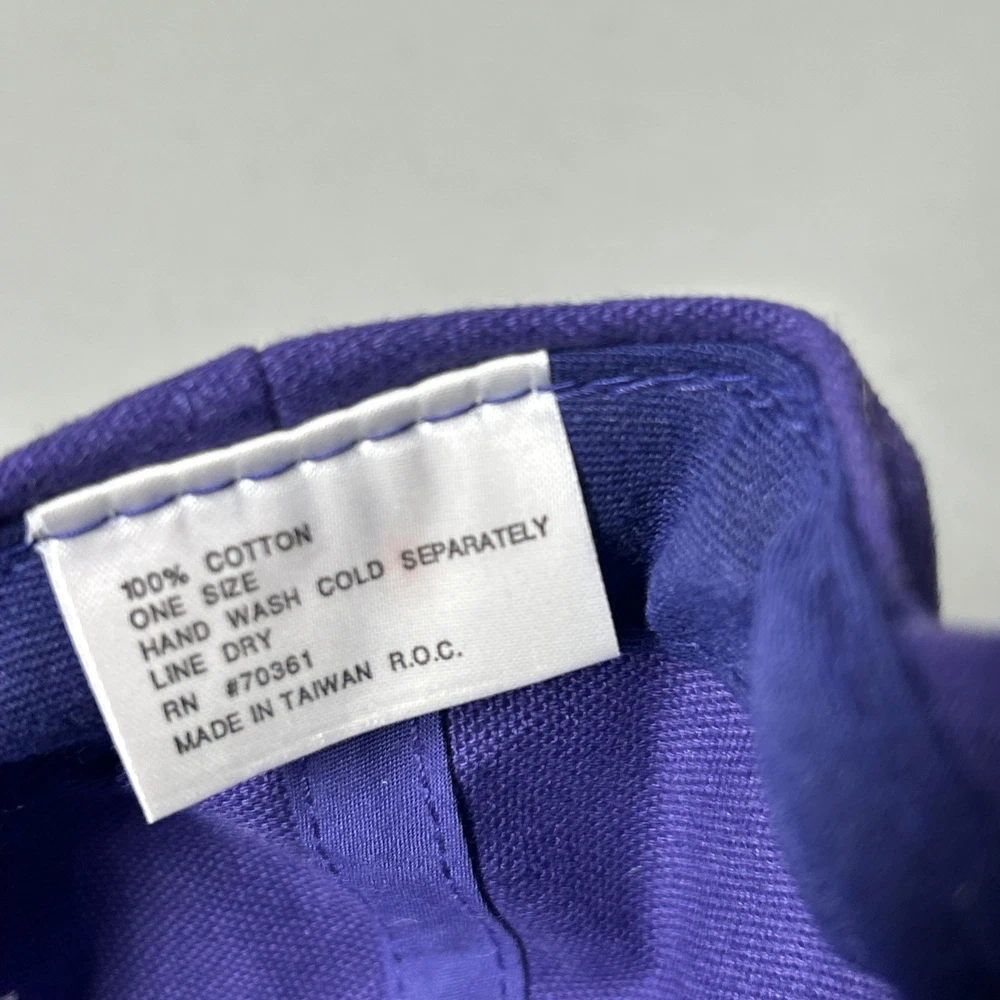 100% COTTON
ONE SIZE
HAND WASH COLD SEPARATELY
LINE DRY
RN #70361
MADE IN TAIWAN R.O.C.